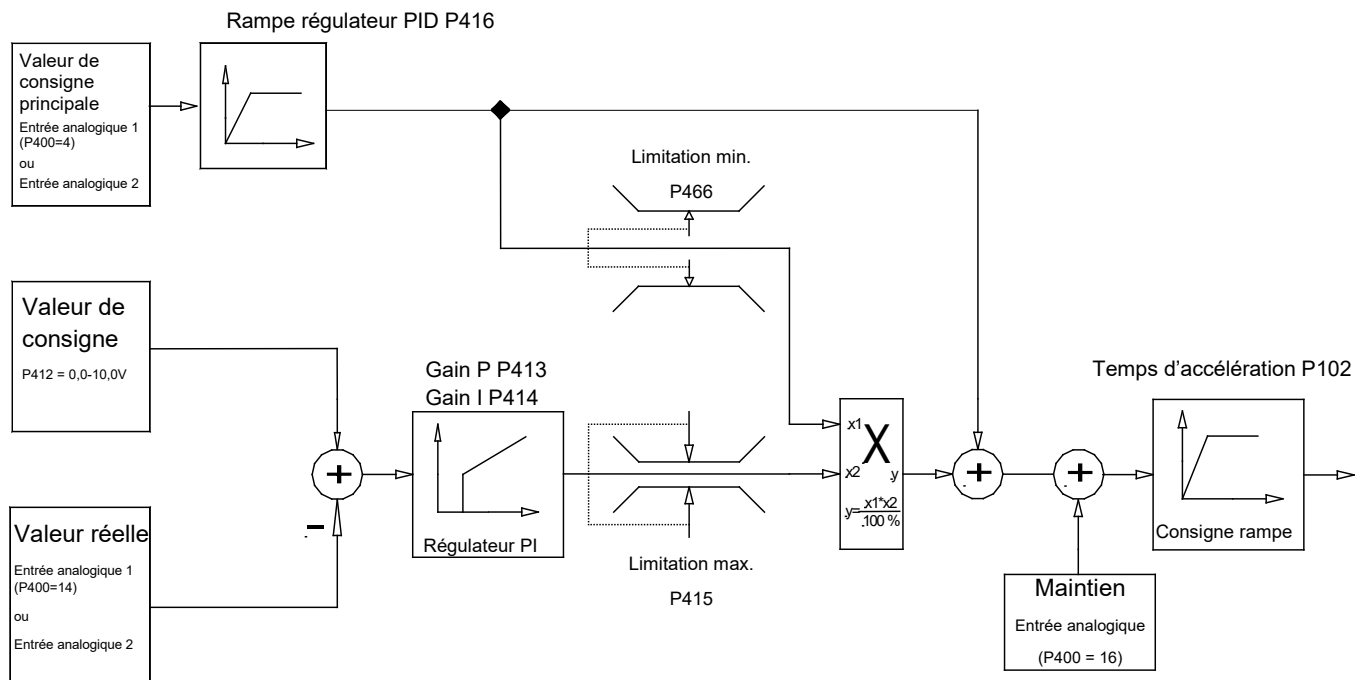 Rampe régulateur PID P416
Valeur de
consigne
principale
Entrée analogique 1
(P400=4)
ou
Entrée analogique 2
Limitation min.
P466
Valeur de
consigne
P412 = 0,0-10,0V
Gain P P413
Gain I P414
Régulateur PI
Temps d'accélération P102
x1
X
x2
y
y=x1*x2
100 %
+
+
+
Consigne rampe
Valeur réelle
Entrée analogique 1
(P400=14)
ou
Entrée analogique 2
-
Limitation max.
P415
Maintien
Entrée analogique
(P400 = 16)